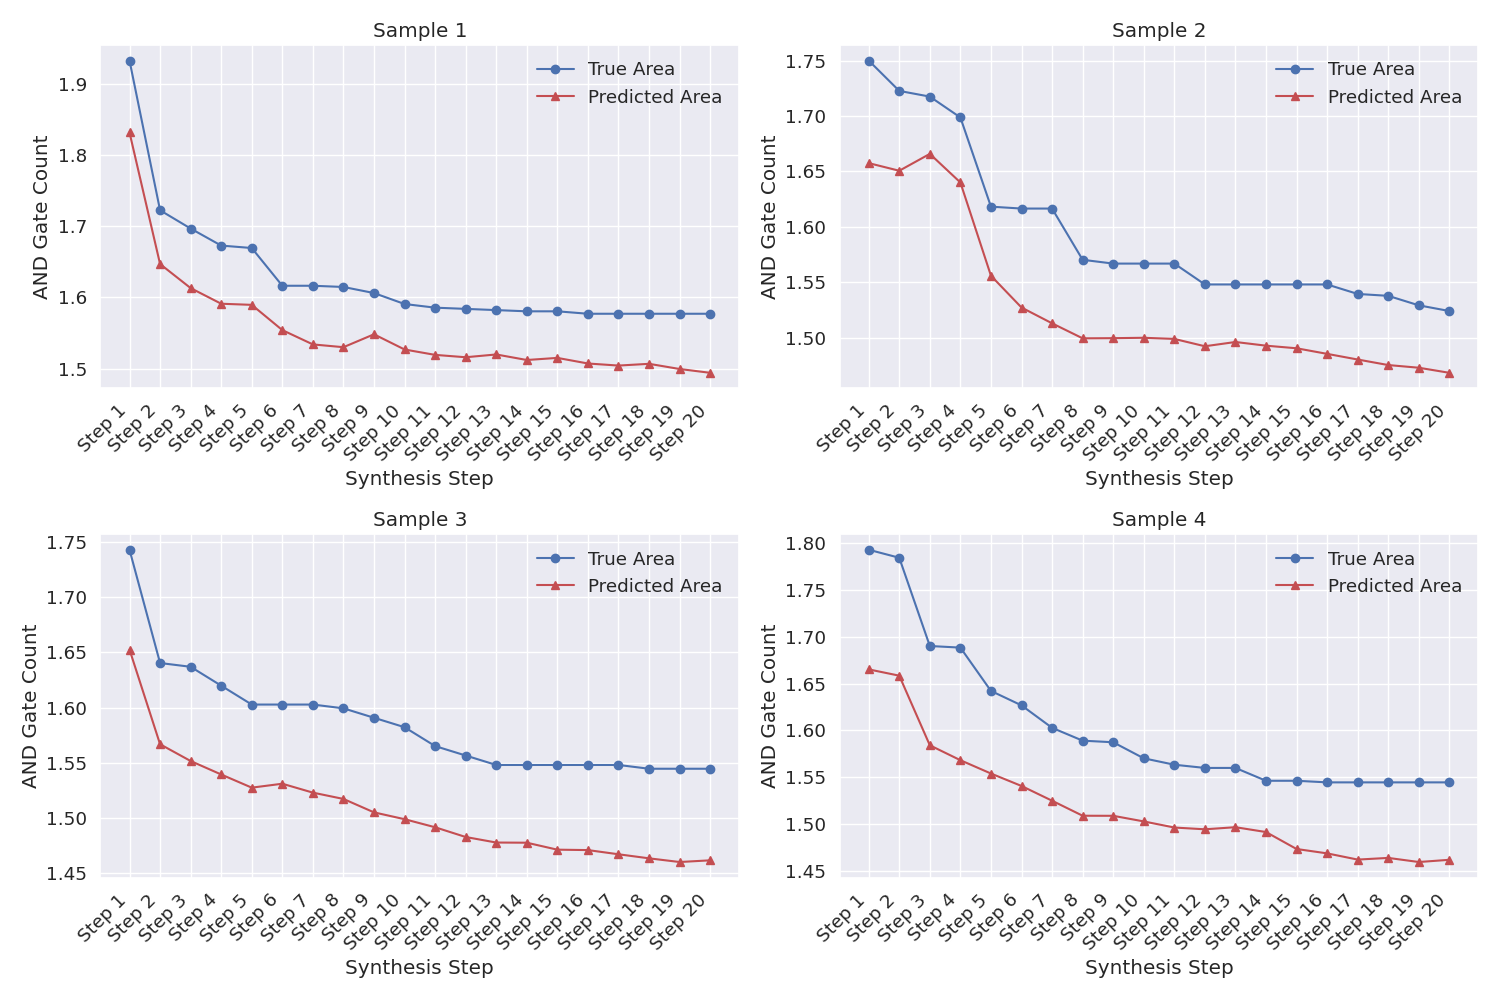 Sample 1
AND Gate Count
1.9
1.8
1.7
1.6
1.5
True Area
Predicted Area
Step 1
Step 2
Step 3
Step 4
Step 5
Step 6
Step 7
Step 8
Step 9
Step 10
Step 11
Step 12
Step 13
Step 14
Step 15
Step 16
Step 17
Step 18
Step 19
Step 20
Synthesis Step
Sample 2
AND Gate Count
1.75
1.70
1.65
1.60
1.55
1.50
True Area
Predicted Area
Step 1
Step 2
Step 3
Step 4
Step 5
Step 6
Step 7
Step 8
Step 9
Step 10
Step 11
Step 12
Step 13
Step 14
Step 15
Step 16
Step 17
Step 18
Step 19
Step 20
Synthesis Step
Sample 3
AND Gate Count
1.75
1.70
1.65
1.60
1.55
1.50
1.45
True Area
Predicted Area
Step 1
Step 2
Step 3
Step 4
Step 5
Step 6
Step 7
Step 8
Step 9
Step 10
Step 11
Step 12
Step 13
Step 14
Step 15
Step 16
Step 17
Step 18
Step 19
Step 20
Synthesis Step
Sample 4
AND Gate Count
1.80
1.75
1.70
1.65
1.60
1.55
1.50
1.45
True Area
Predicted Area
Step 1
Step 2
Step 3
Step 4
Step 5
Step 6
Step 7
Step 8
Step 9
Step 10
Step 11
Step 12
Step 13
Step 14
Step 15
Step 16
Step 17
Step 18
Step 19
Step 20
Synthesis Step